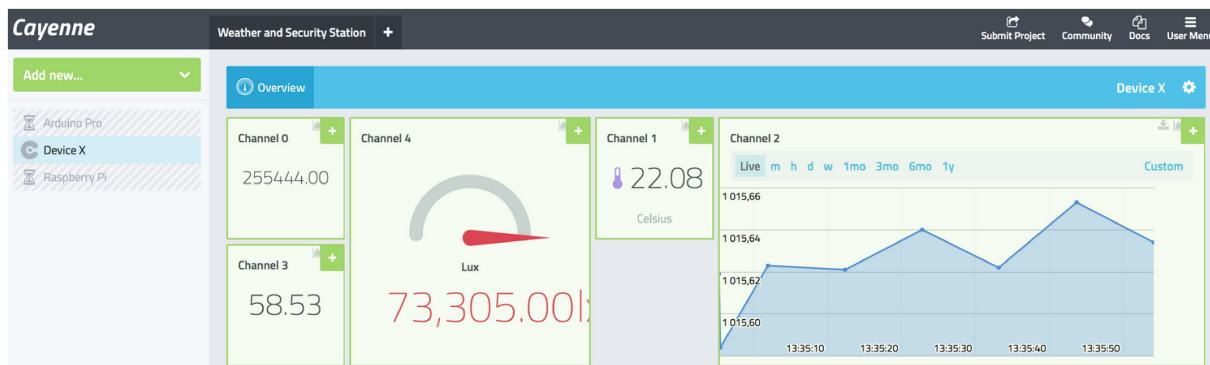 Cayenne
Weather and Security Station +
Submit Project
Community
Docs
User Menu
Add new...
Overview
Device X
Arduino Pro
Device X
Raspberry Pi
Channel 0
255444.00
Channel 3
58.53
Channel 4
Lux
73,305.00l
Channel 1
22.08
Celsius
Channel 2
Live m h d w 1mo 3mo 6mo 1y Custom
1 015,66
1 015,64
1 015,62
1 015,60
13:35:10 13:35:20 13:35:30 13:35:40 13:35:50